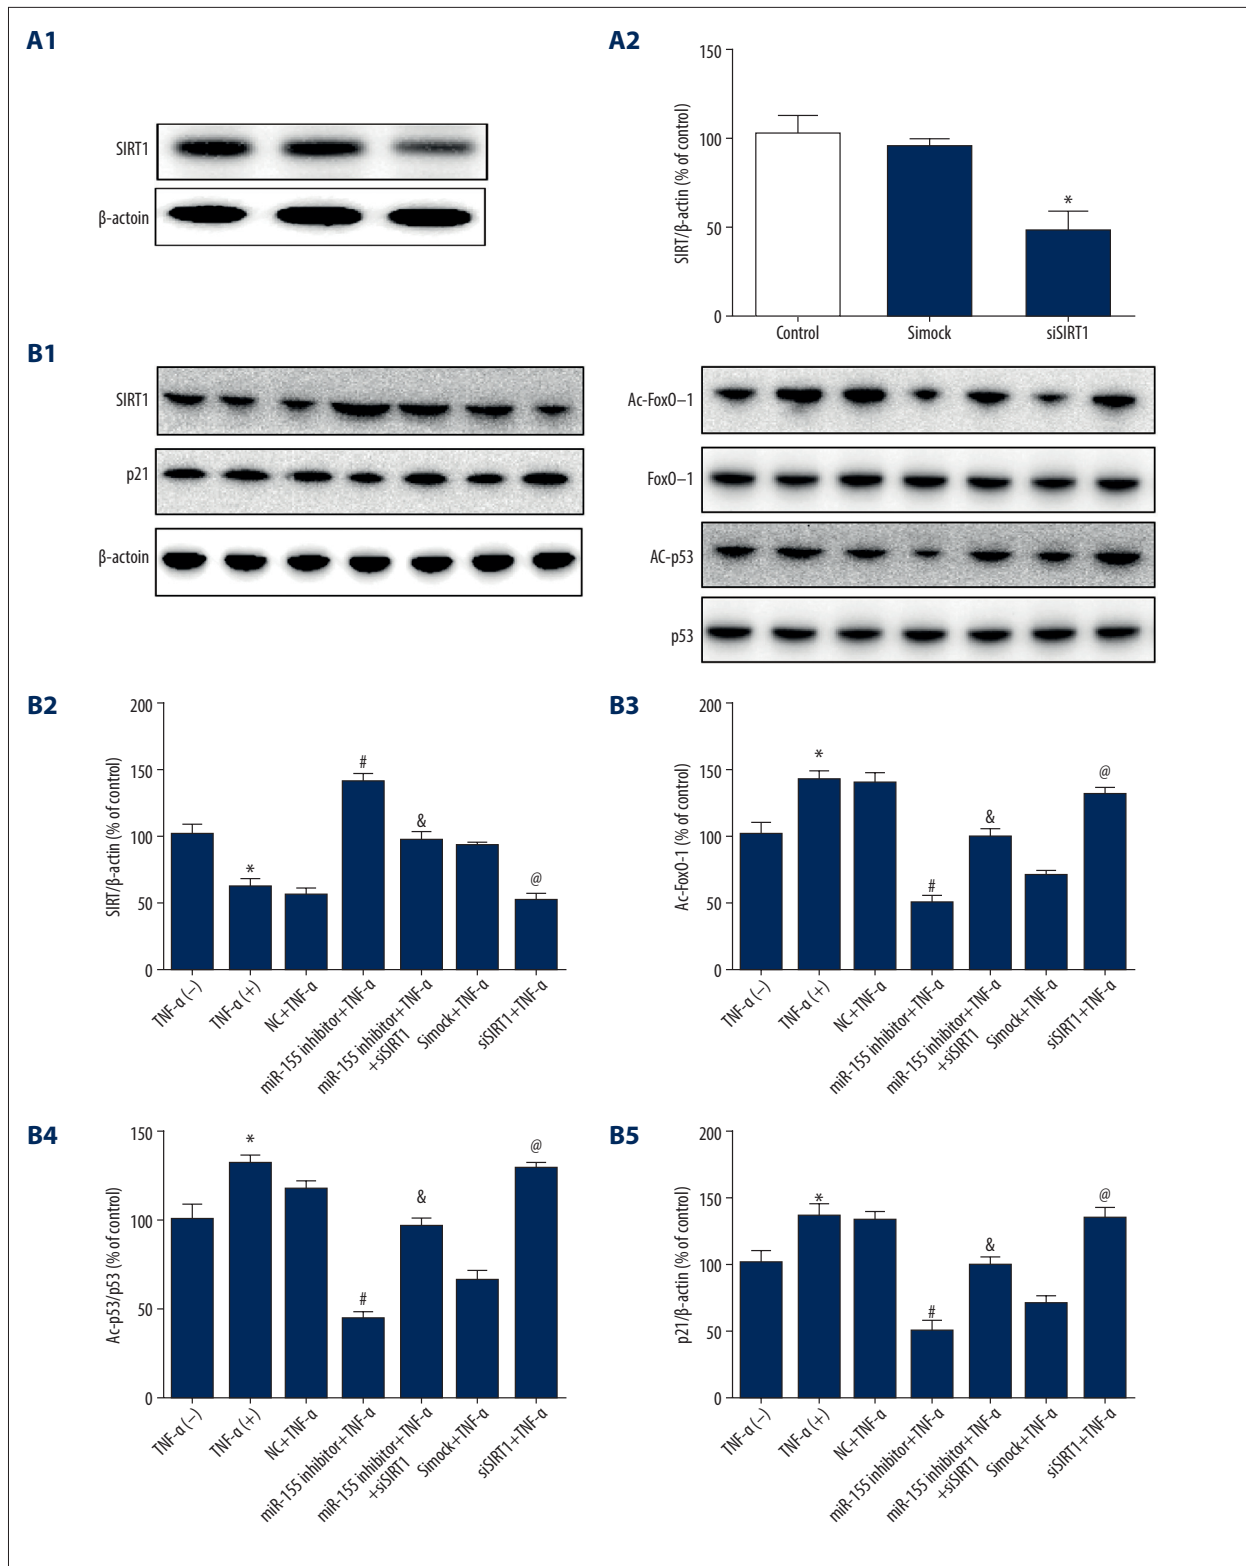 A1
SIRT1
β-actoin
A2
SIRT/β-actin (% of control)
150
100
50
0
*
Control
Simock
siSIRT1
B1
SIRT1
p21
β-actoin
Ac-FoxO–1
FoxO–1
AC-p53
p53
B2
SIRT/β-actin (% of control)
200
150
100
50
0
*
#
&
@
TNF-α (–)
TNF-α (+)
NC+TNF-α
miR-155 inhibitor+TNF-α
miR-155 inhibitor+TNF-α
+siSIRT1
Simock+TNF-α
siSIRT1+TNF-α
B3
Ac-FoxO-1 (% of control)
200
150
100
50
0
*
#
&
@
TNF-α (–)
TNF-α (+)
NC+TNF-α
miR-155 inhibitor+TNF-α
miR-155 inhibitor+TNF-α
+siSIRT1
Simock+TNF-α
siSIRT1+TNF-α
B4
Ac-p53/p53 (% of control)
150
100
50
0
*
#
&
@
TNF-α (–)
TNF-α (+)
NC+TNF-α
miR-155 inhibitor+TNF-α
miR-155 inhibitor+TNF-α
+siSIRT1
Simock+TNF-α
siSIRT1+TNF-α
B5
p21/β-actin (% of control)
200
150
100
50
0
*
#
&
@
TNF-α (–)
TNF-α (+)
NC+TNF-α
miR-155 inhibitor+TNF-α
miR-155 inhibitor+TNF-α
+siSIRT1
Simock+TNF-α
siSIRT1+TNF-α